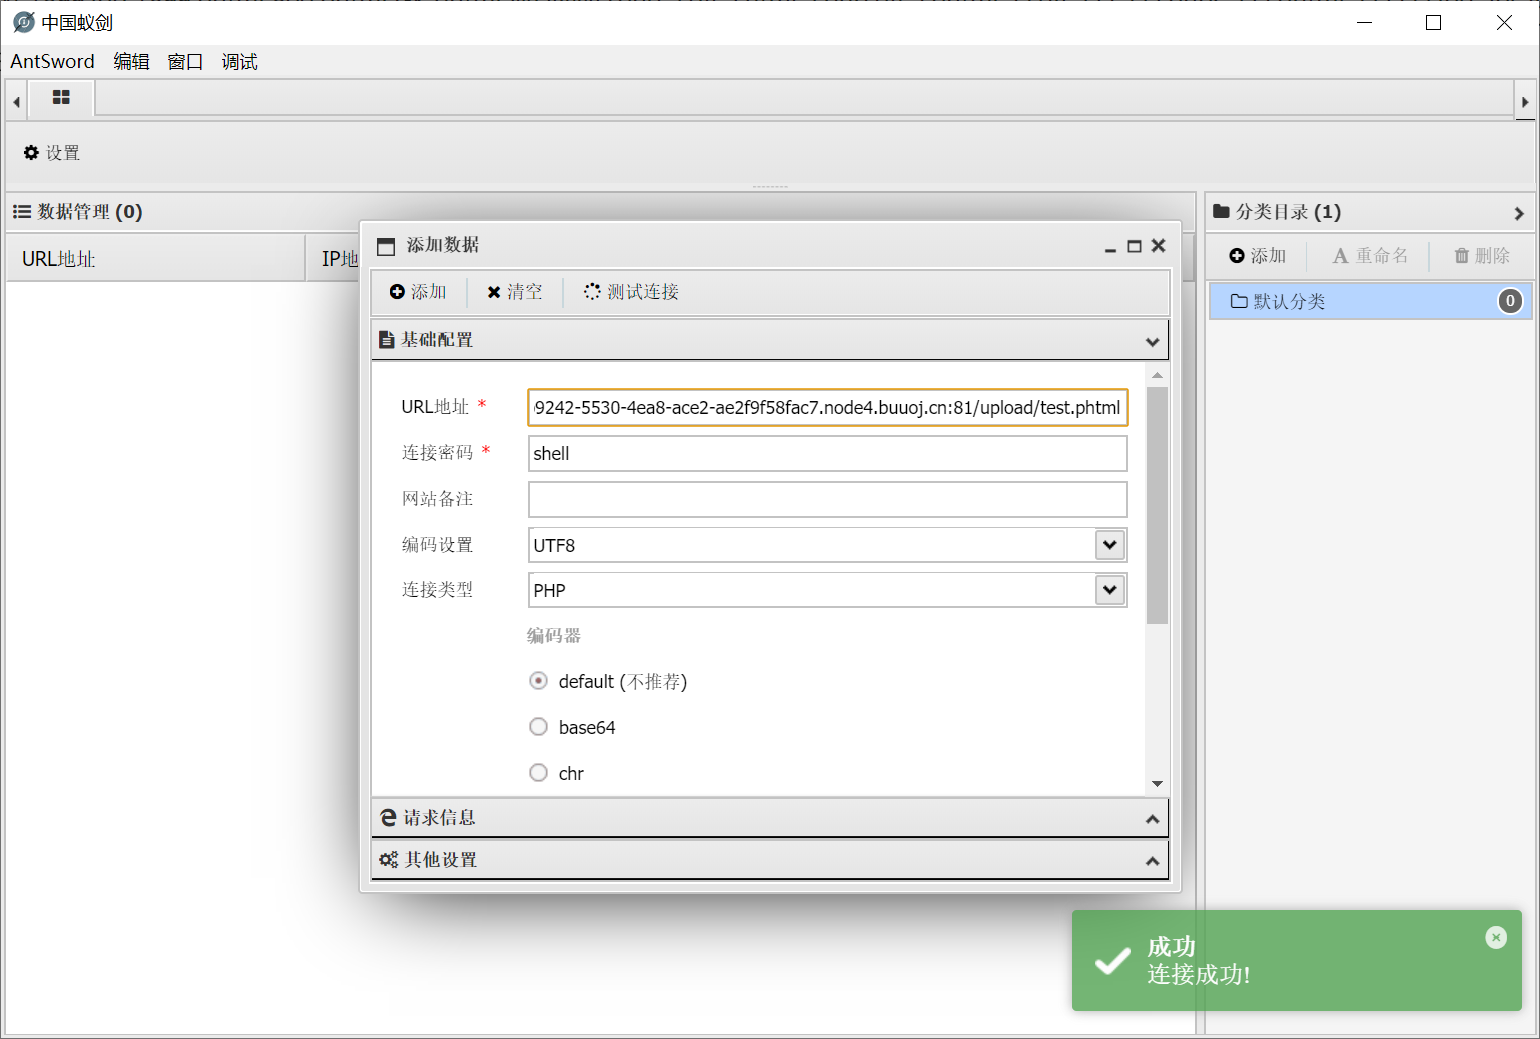 中国蚁剑
AntSword 编辑 窗口 调试
设置
数据管理 (0)
URL地址 IP地
分类目录 (1)
添加 重命名 删除
默认分类 0
添加数据
添加 清空 测试连接
基础配置
URL地址 * 9242-5530-4ea8-ace2-ae2f9f58fac7.node4.buuoj.cn:81/upload/test.phtml
连接密码 * shell
网站备注
编码设置 UTF8
连接类型 PHP
编码器
default (不推荐)
base64
chr
请求信息
其他设置
成功
连接成功!